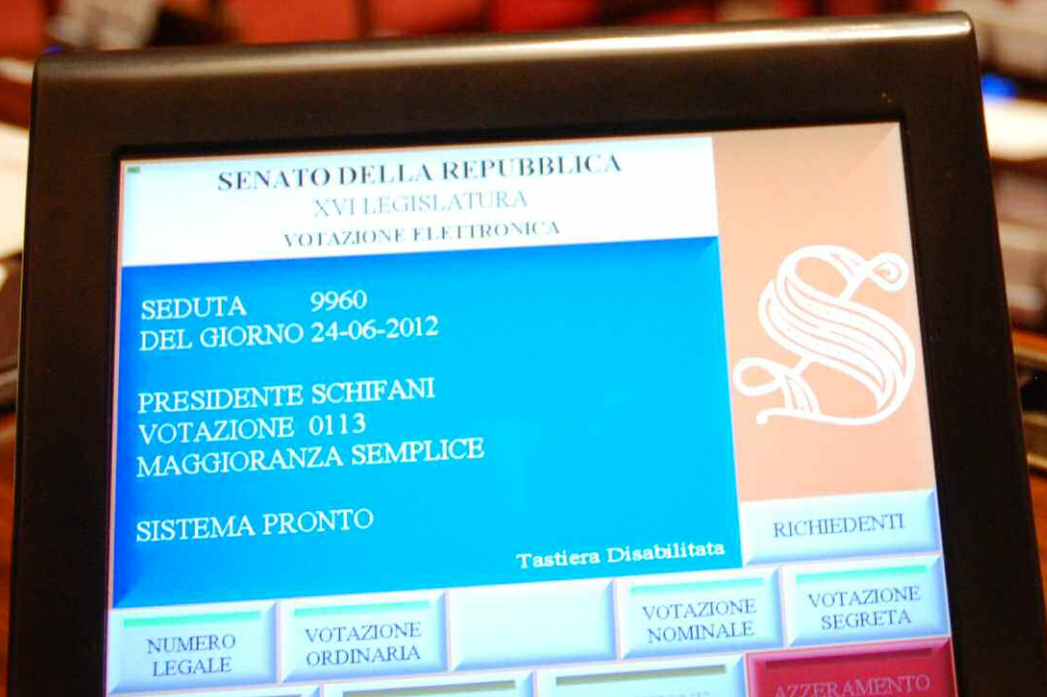 SENATO DELLA REPUBBLICA
XVI LEGISLATURA
VOTAZIONE ELETTRONICA
SEDUTA 9960
DEL GIORNO 24-06-2012
PRESIDENTE SCHIFANI
VOTAZIONE 0113
MAGGIORANZA SEMPLICE
SISTEMA PRONTO
Tastiera Disabilitata
RICHIEDENTI
NUMERO
LEGALE
VOTAZIONE
ORDINARIA
VOTAZIONE
NOMINALE
VOTAZIONE
SEGRETA
AZZERAMENTO